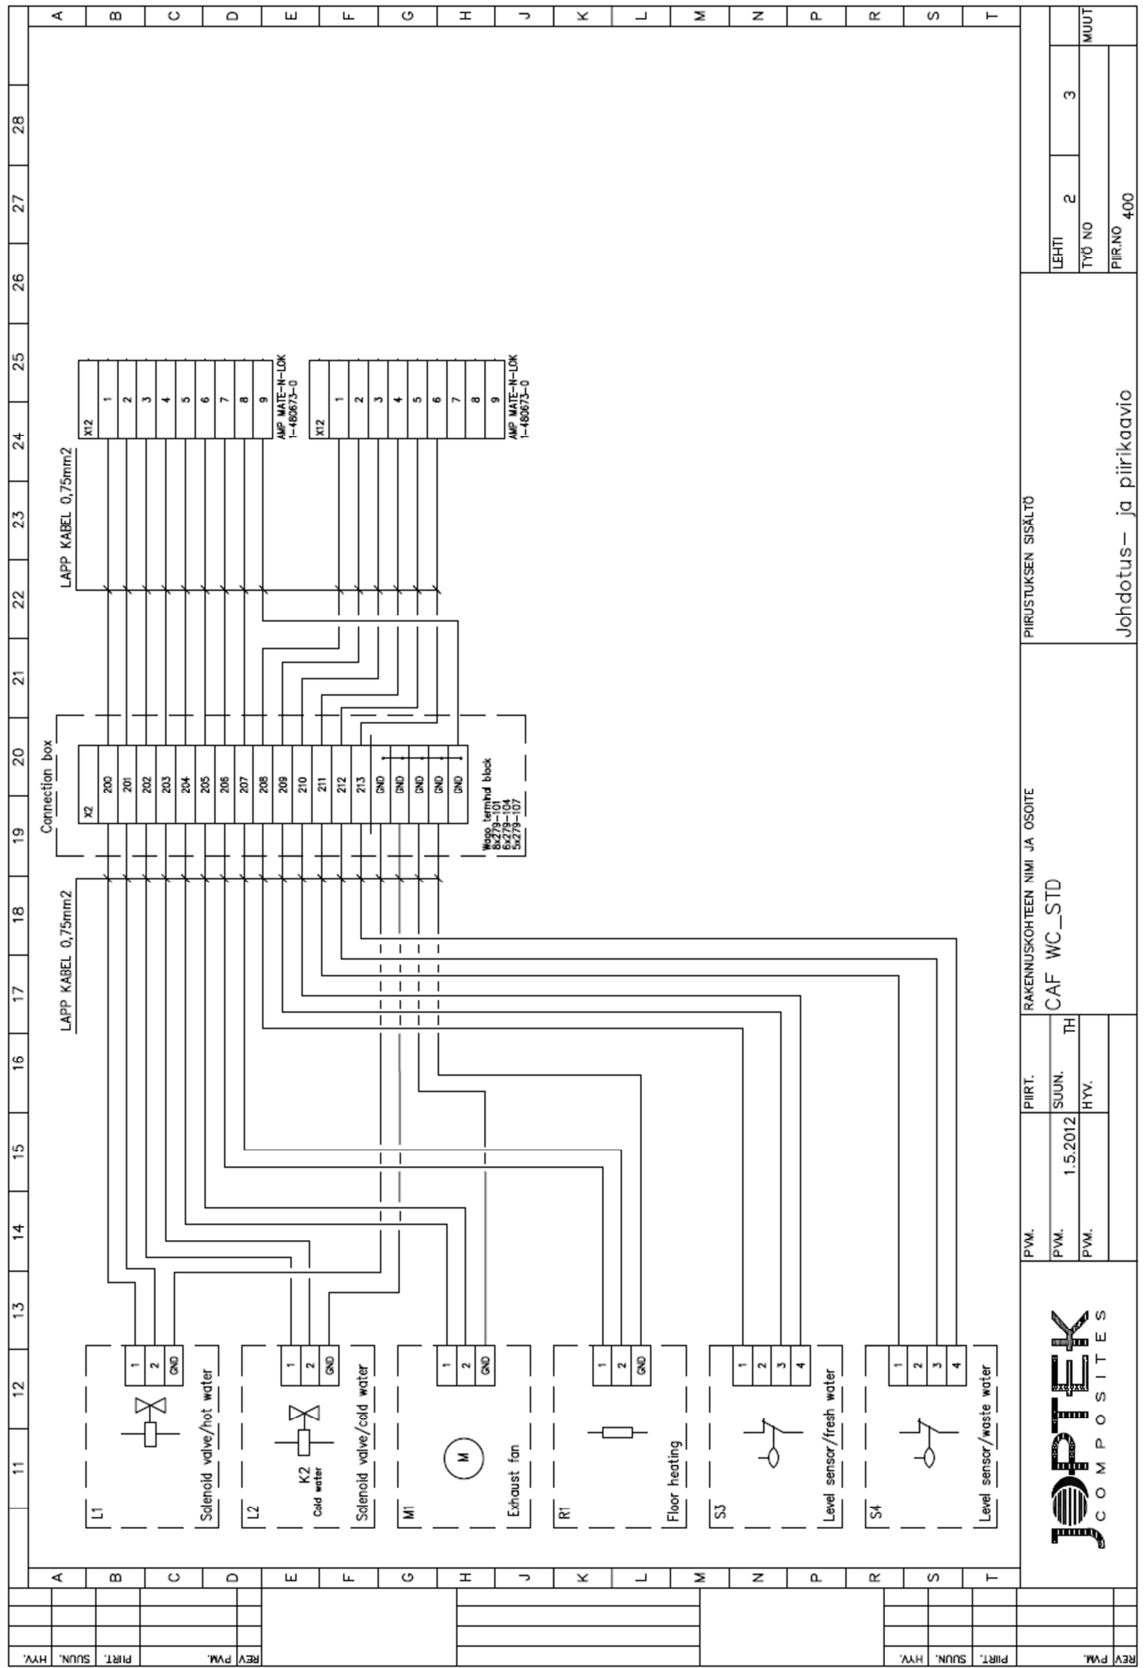 A B C D E F G H J K L M N P R S T
11 12 13 14 15 16 17 18 19 20 21 22 23 24 25 26 27 28
L1
Solenoid valve/hot water
1
2
GND
L2
K2
Cold water
Solenoid valve/cold water
1
2
GND
M1
M
Exhaust fan
1
2
GND
R1
Floor heating
1
2
GND
S3
Level sensor/fresh water
1
2
3
4
S4
Level sensor/waste water
1
2
3
4
LAPP KABEL 0,75mm2
Connection box
X2
200
201
202
203
204
205
206
207
208
209
210
211
212
213
GND
GND
GND
GND
GND
Wago terminal block
8x279-101
6x279-104
5x279-107
LAPP KABEL 0,75mm2
X12
1
2
3
4
5
6
7
8
9
AMP MATE-N-LOK
1-480673-0
X12
1
2
3
4
5
6
7
8
9
AMP MATE-N-LOK
1-480673-0
A B C D E F G H J K L M N P R S T
HYV.
SUUN.
PIIRT.
PVM.
REV
HYV.
SUUN.
PIIRT.
PVM.
REV
JOPTEK
COMPOSITES
PVM. PIIRT.
PVM. 1.5.2012 SUUN. TH
PVM. HYV.
RAKENNUSKOHTEEN NIMI JA OSOITE
CAF WC_STD
PIIRUSTUKSEN SISÄLTÖ
Johdotus- ja piirikaavio
LEHTI 2 3
TYÖ NO
PIIR.NO 400
MUUT